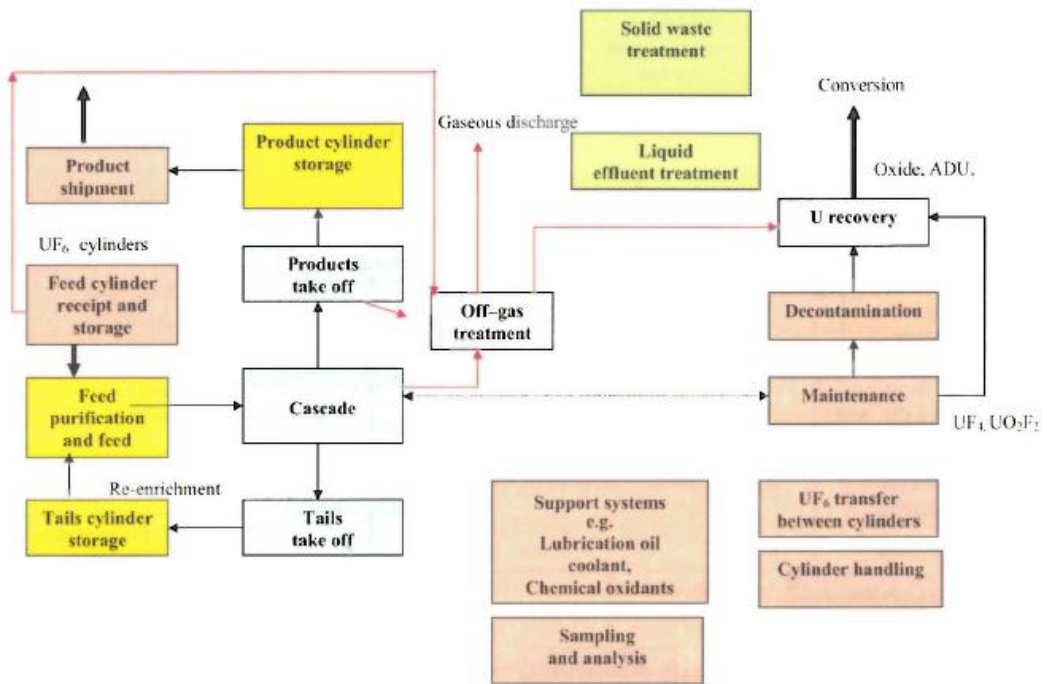 Solid waste
treatment
Conversion
Gaseous discharge
Product cylinder
storage
Product
shipment
Liquid
effluent treatment
Oxide, ADU,
U recovery
UF₆ cylinders
Products
take off
Feed cylinder
receipt and
storage
Off–gas
treatment
Decontamination
Feed
purification
and feed
Cascade
Maintenance
UF₄, UO₂F₂
Re-enrichment
Tails cylinder
storage
Tails
take off
Support systems
e.g.
Lubrication oil
coolant,
Chemical oxidants
UF₆ transfer
between cylinders
Cylinder handling
Sampling
and analysis